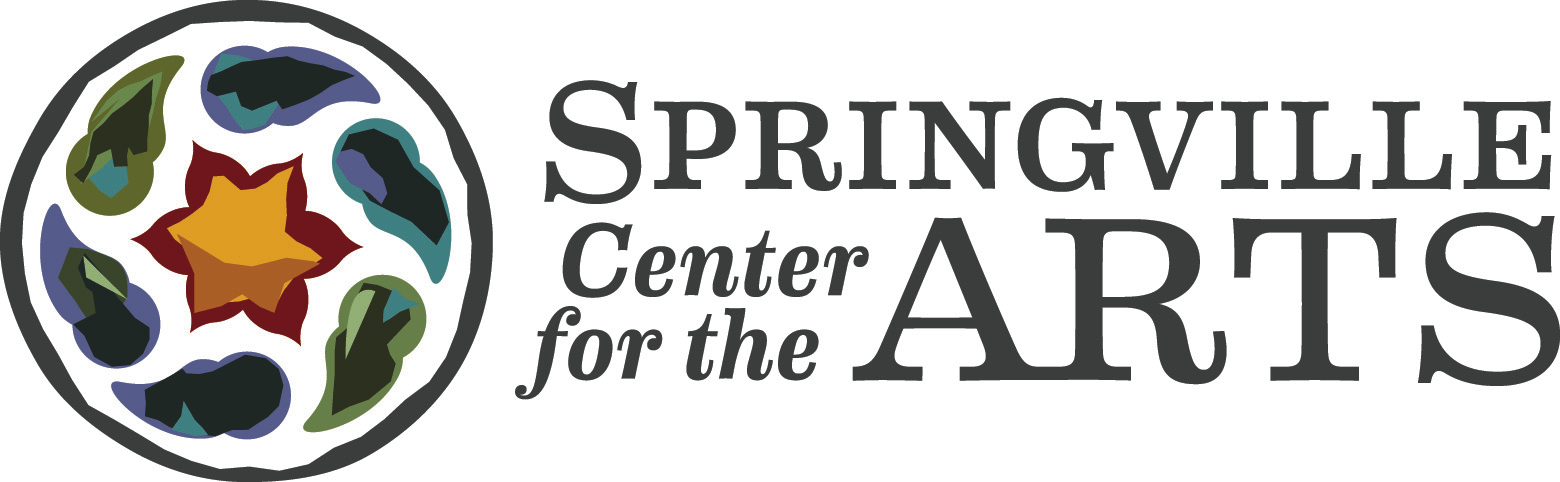 SPRINGVILLE
Center
for the
ARTS